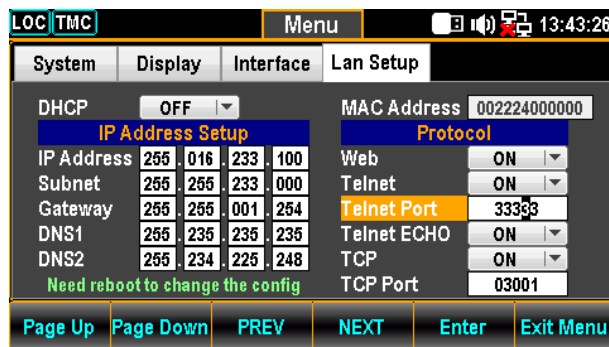 LOC TMC Menu 13:43:26
System Display Interface Lan Setup
DHCP OFF MAC Address 002224000000
IP Address Setup Protocol
IP Address 255 . 016 . 233 . 100 Web ON
Subnet 255 . 255 . 233 . 000 Telnet ON
Gateway 255 . 255 . 001 . 254 Telnet Port 33333
DNS1 255 . 235 . 235 . 235 Telnet ECHO ON
DNS2 255 . 234 . 225 . 248 TCP ON
Need reboot to change the config TCP Port 03001
Page Up Page Down PREV NEXT Enter Exit Menu